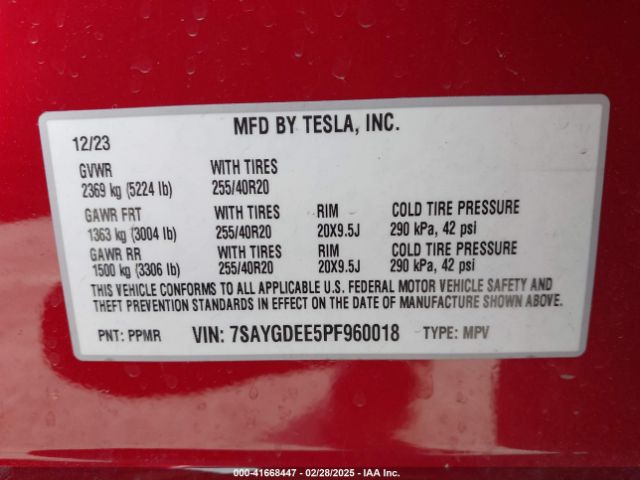 MFD BY TESLA, INC.
12/23
GVWR WITH TIRES
2369 kg (5224 lb) 255/40R20
GAWR FRT WITH TIRES RIM COLD TIRE PRESSURE
1363 kg (3004 lb) 255/40R20 20X9.5J 290 kPa, 42 psi
GAWR RR WITH TIRES RIM COLD TIRE PRESSURE
1500 kg (3306 lb) 255/40R20 20X9.5J 290 kPa, 42 psi
THIS VEHICLE CONFORMS TO ALL APPLICABLE U.S. FEDERAL MOTOR VEHICLE SAFETY AND
THEFT PREVENTION STANDARDS IN EFFECT ON THE DATE OF MANUFACTURE SHOWN ABOVE.
PNT: PPMR VIN: 7SAYGDEE5PF960018 TYPE: MPV
000-41668447 | 02/28/2025 - IAA Inc.